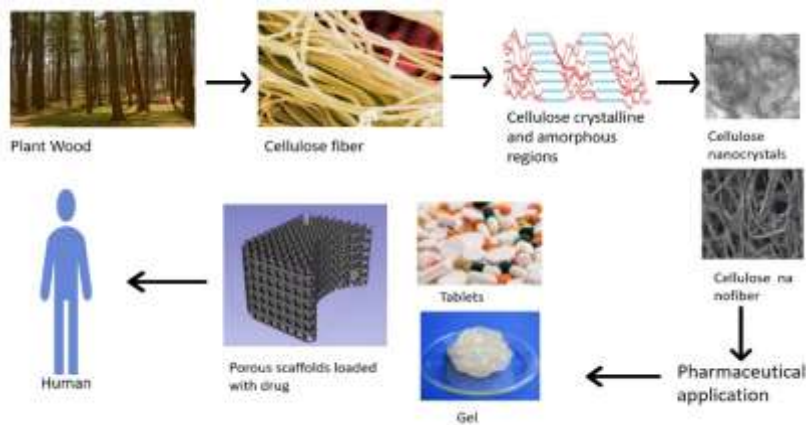 Plant Wood
Cellulose fiber
Cellulose crystalline
and amorphous
regions
Cellulose
nanocrystals
Cellulose na
nofiber
Pharmaceutical
application
Tablets
Gel
Porous scaffolds loaded
with drug
Human